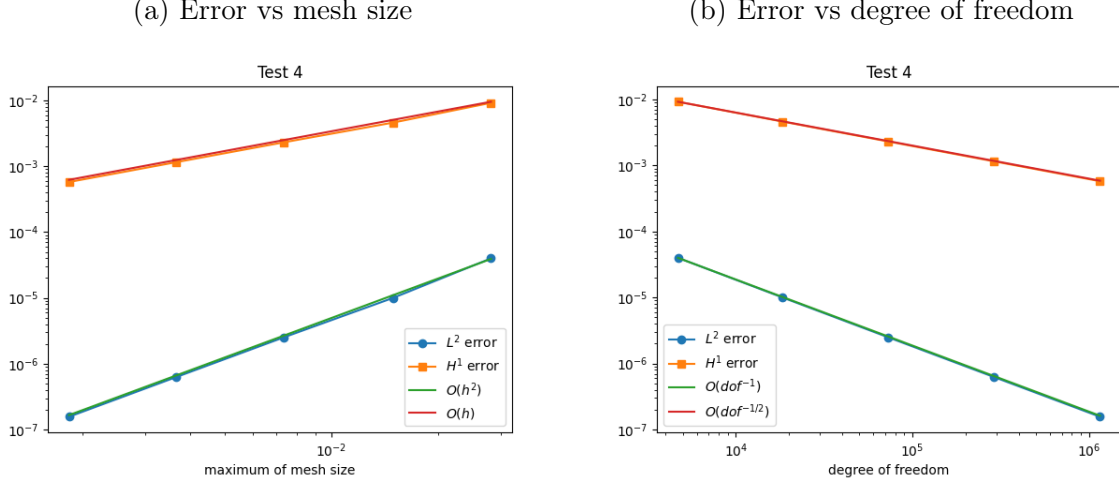 (a) Error vs mesh size
(b) Error vs degree of freedom
Test 4
10⁻²
10⁻³
10⁻⁴
10⁻⁵
10⁻⁶
10⁻⁷
L² error
H¹ error
O(h²)
O(h)
10⁻²
maximum of mesh size
Test 4
10⁻²
10⁻³
10⁻⁴
10⁻⁵
10⁻⁶
10⁻⁷
L² error
H¹ error
O(dof⁻¹)
O(dof⁻¹/²)
10⁴
10⁵
10⁶
degree of freedom